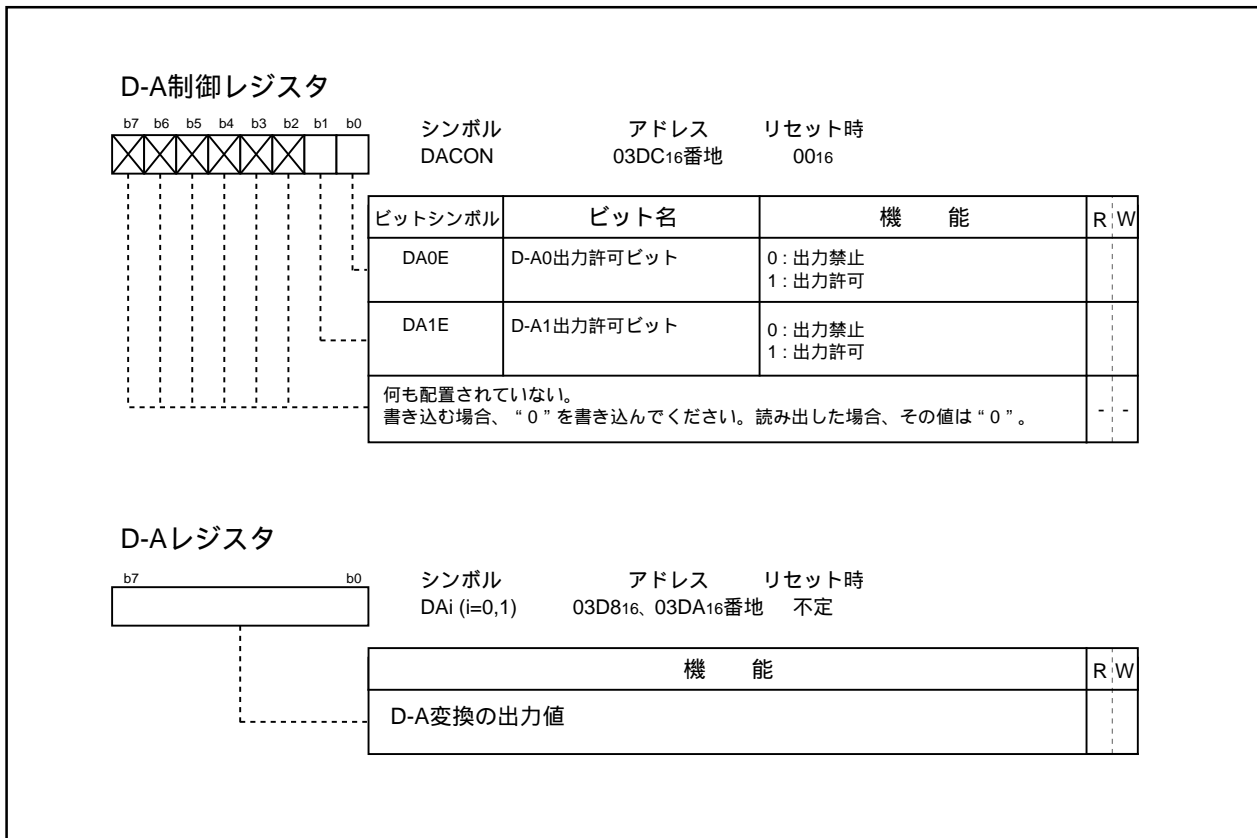 D-A制御レジスタ
b7 b6 b5 b4 b3 b2 b1 b0
シンボル アドレス リセット時
DACON 03DC16番地 0016
ビットシンボル ビット名 機 能 R W
DA0E D-A0出力許可ビット 0 : 出力禁止
1 : 出力許可
DA1E D-A1出力許可ビット 0 : 出力禁止
1 : 出力許可
何も配置されていない。
書き込む場合、“ 0 ” を書き込んでください。読み出した場合、その値は “ 0 ” 。 - -
D-Aレジスタ
b7 b0
シンボル アドレス リセット時
DAi (i=0,1) 03D816、03DA16番地 不定
機 能 R W
D-A変換の出力値